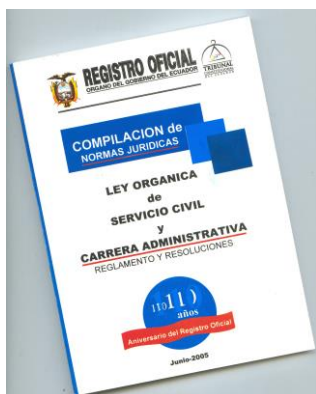 REGISTRO OFICIAL
ORGANO DEL GOBIERNO DEL ECUADOR
TRIBUNAL
COMPILACION de
NORMAS JURIDICAS
LEY ORGANICA
de
SERVICIO CIVIL
y
CARRERA ADMINISTRATIVA
REGLAMENTO Y RESOLUCIONES
110
años
Aniversario del Registro Oficial
Junio-2005